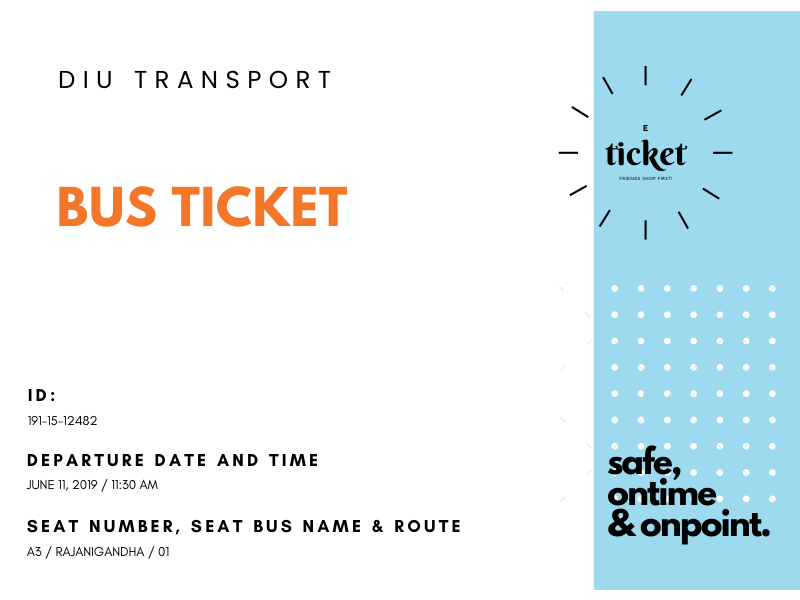 DIU TRANSPORT
E
ticket
FRIENDS SHOP FIRST!
BUS TICKET
ID:
191-15-12482
DEPARTURE DATE AND TIME
JUNE 11, 2019 / 11:30 AM
SEAT NUMBER, SEAT BUS NAME & ROUTE
A3 / RAJANIGANDHA / 01
safe,
ontime
& onpoint.